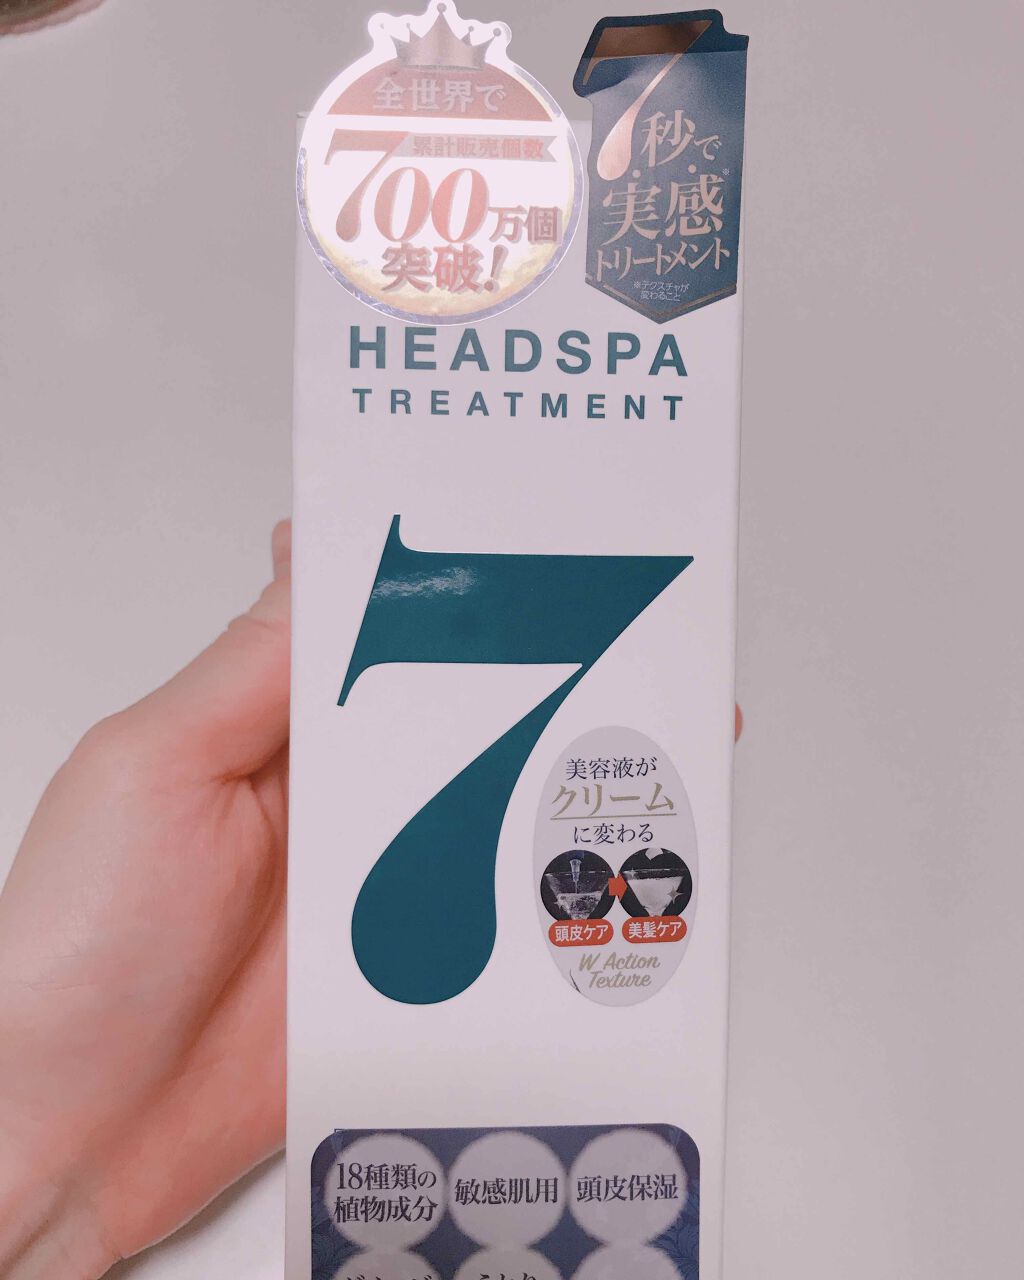 全世界で
累計販売個数
700万個
突破!
7
秒で
実感※
トリートメント
※テクスチャが
変わること
HEADSPA
TREATMENT
7
美容液が
クリーム
に変わる
頭皮ケア
美髪ケア
W Action
Texture
18種類の
植物成分
敏感肌用
頭皮保湿